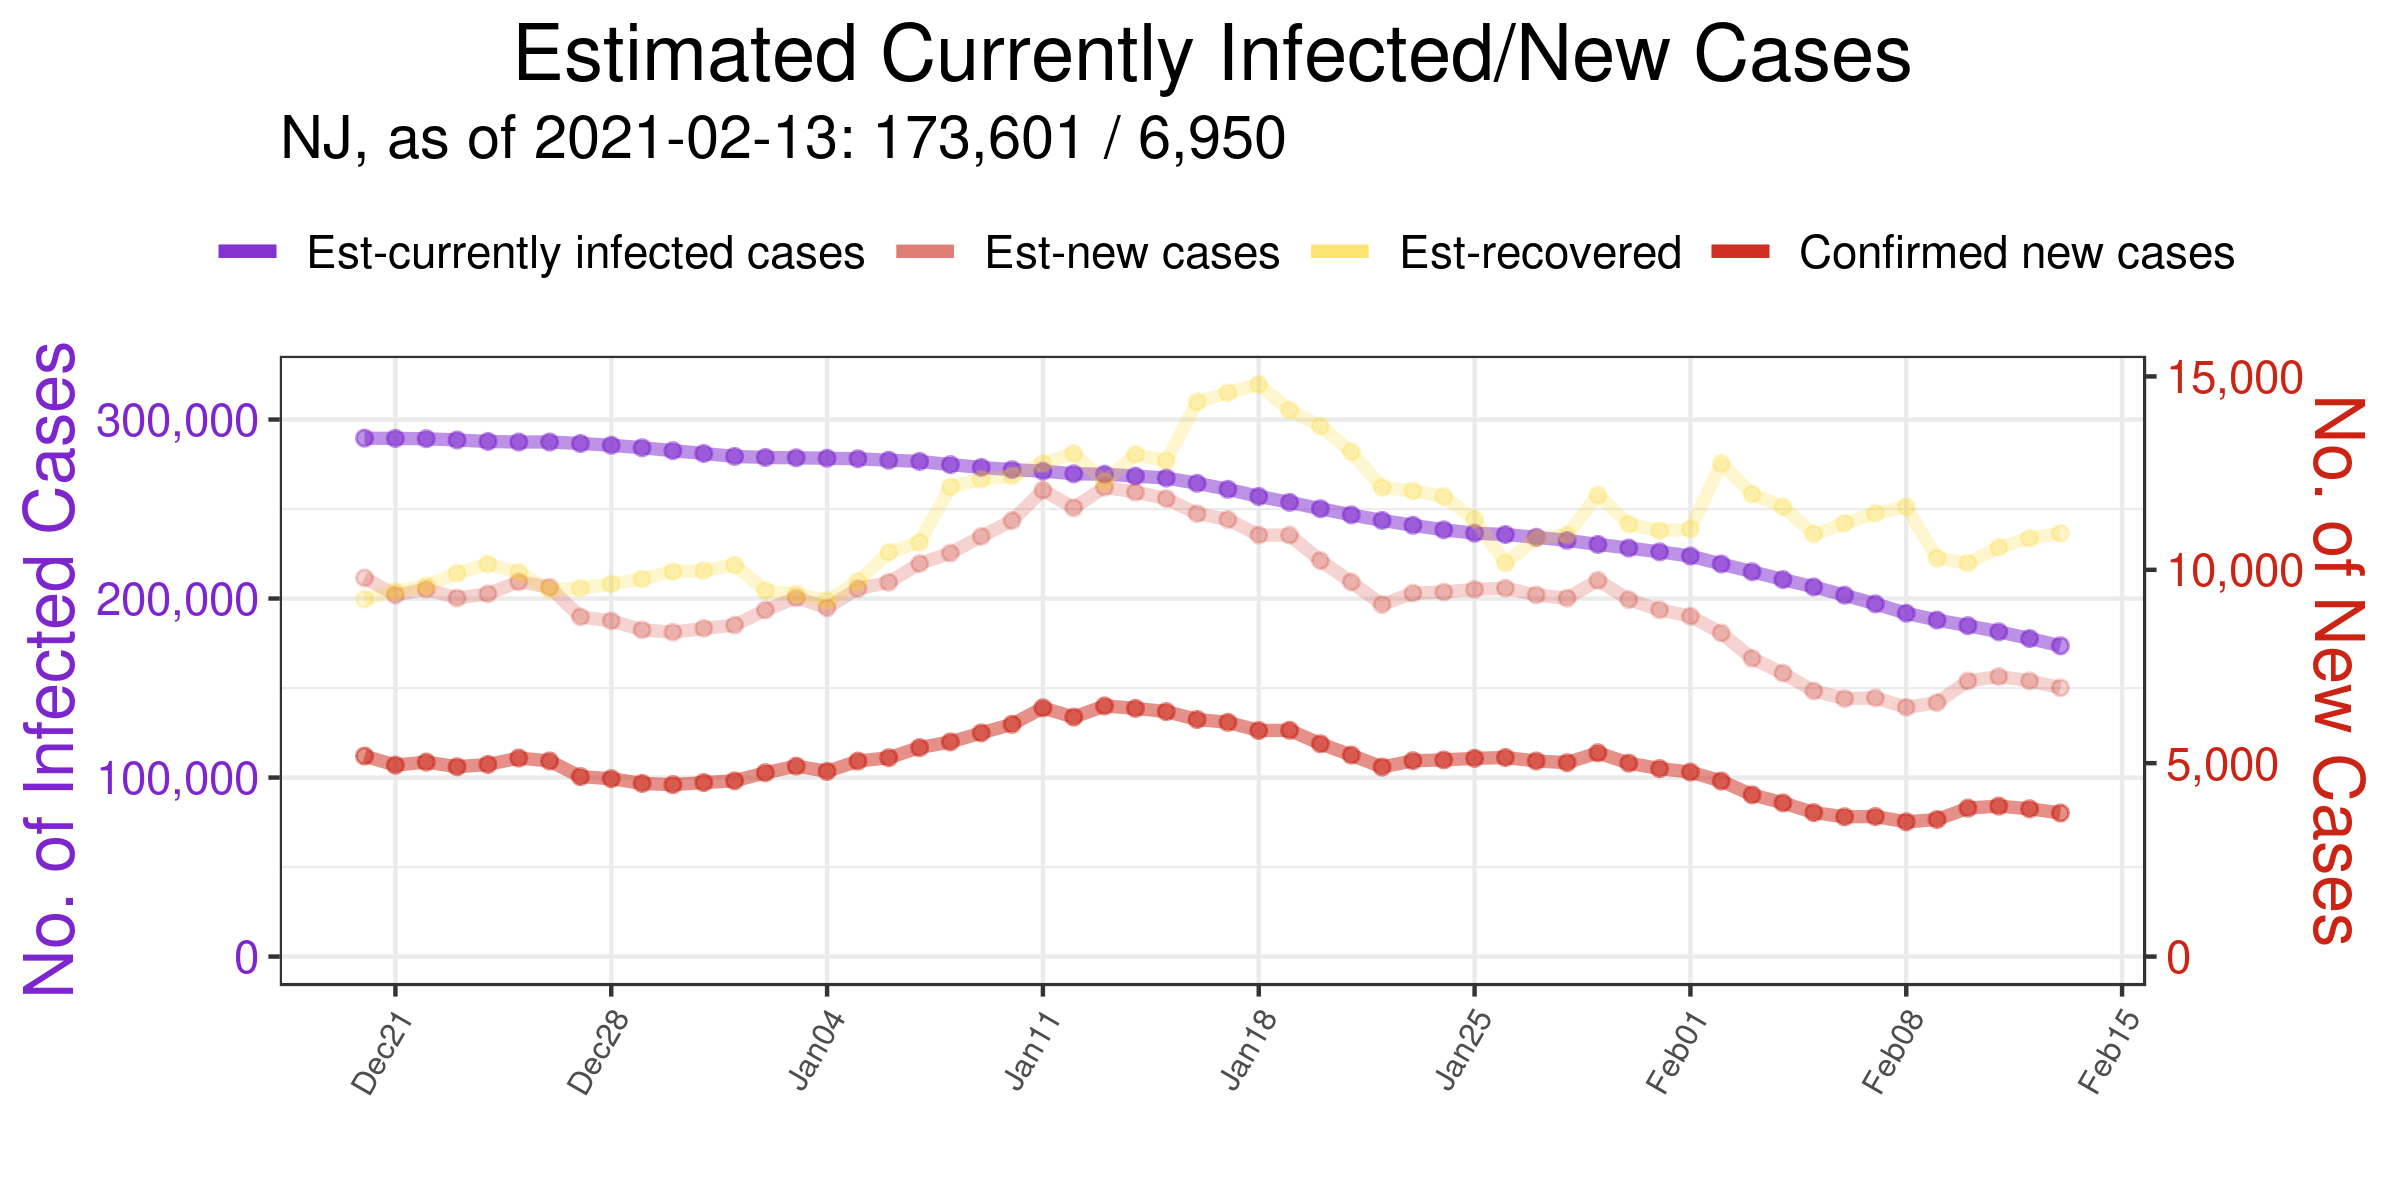 Estimated Currently Infected/New Cases
NJ, as of 2021-02-13: 173,601 / 6,950
Est-currently infected cases Est-new cases Est-recovered Confirmed new cases
No. of Infected Cases
300,000
200,000
100,000
0
15,000
10,000
5,000
0
No. of New Cases
Dec21 Dec28 Jan04 Jan11 Jan18 Jan25 Feb01 Feb08 Feb15